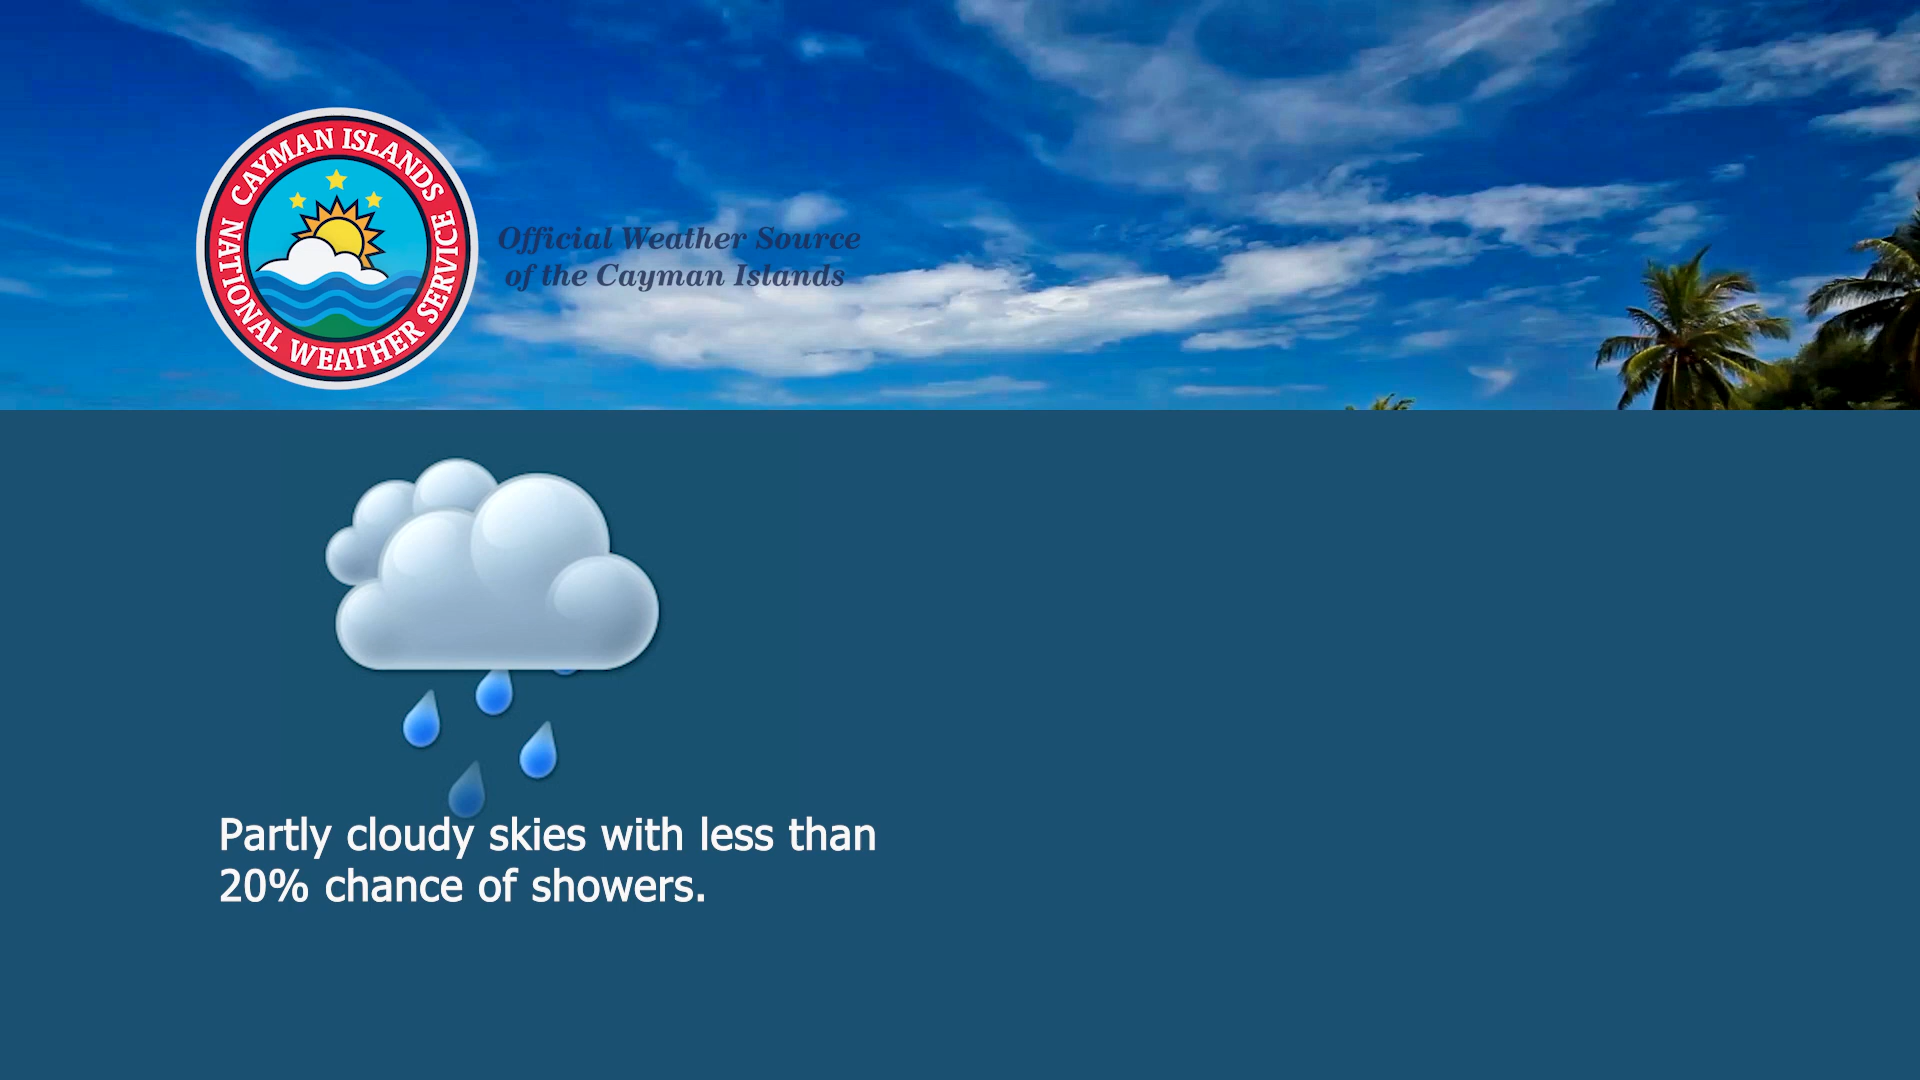 CAYMAN ISLANDS
NATIONAL WEATHER SERVICE
Official Weather Source
of the Cayman Islands
Partly cloudy skies with less than
20% chance of showers.